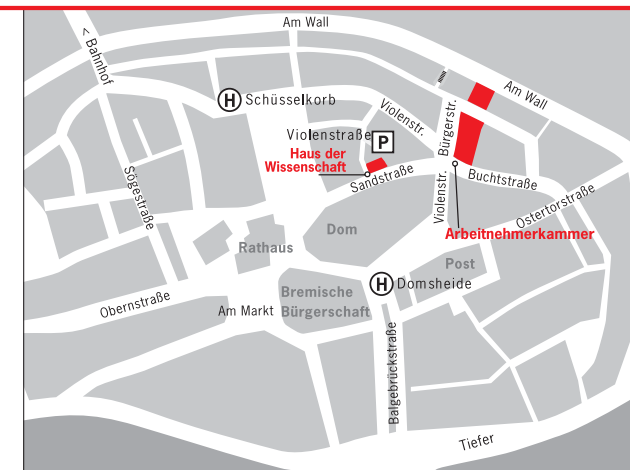 Am Wall
< Bahnhof
Am Wall
H Schüsselkorb
Violenstr.
Bürgerstr.
Violenstraße
P
Haus der
Wissenschaft
Sandstraße
Buchtstraße
Sögestraße
Violenstr.
Ostertorstraße
Dom
Arbeitnehmerkammer
Rathaus
Post
H Domsheide
Bremische
Bürgerschaft
Obernstraße
Am Markt
Balgebrückstraße
Tiefer